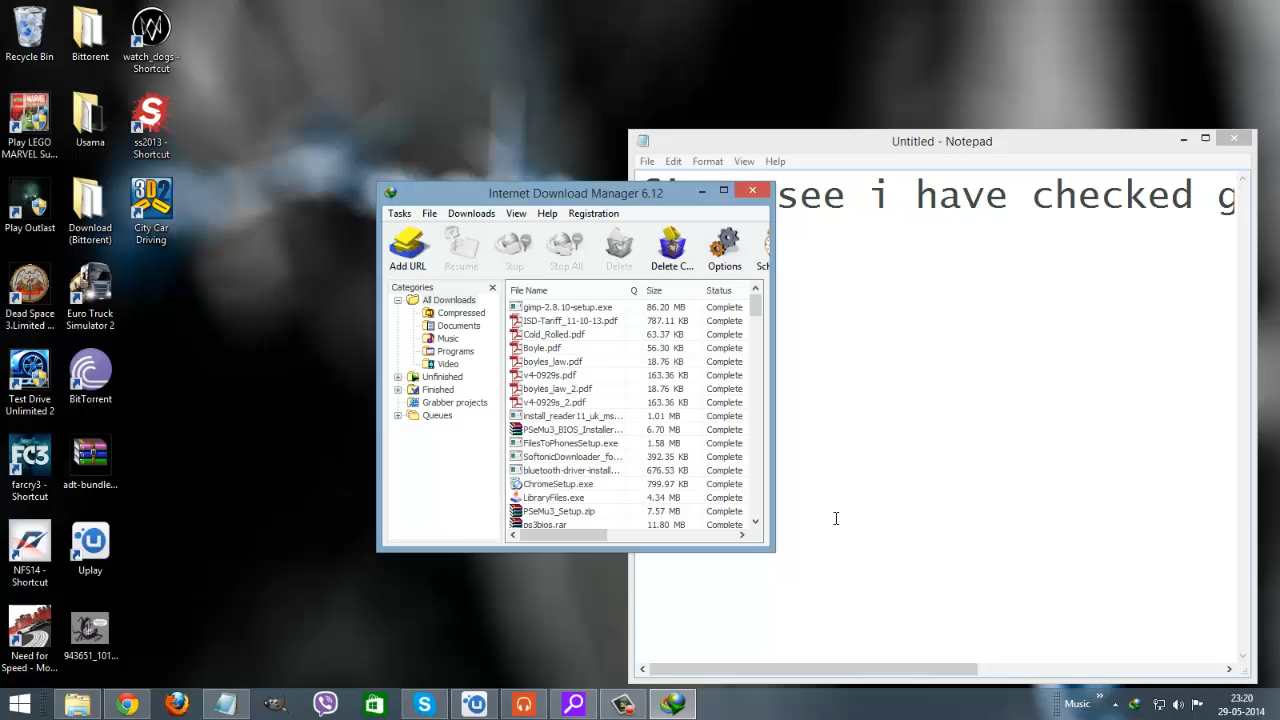 Recycle Bin
Bittorent
watch_dogs - Shortcut
Play LEGO MARVEL Su...
Usama
ss2013 - Shortcut
Play Outlast
Download (Bittorent)
City Car Driving
Dead Space 3.Limited ...
Euro Truck Simulator 2
Test Drive Unlimited 2
BitTorrent
farcry3 - Shortcut
adt-bundle...
NFS14 - Shortcut
Uplay
Need for Speed - Mo...
943651_101...
Untitled - Notepad
File Edit Format View Help
see i have checked g
Internet Download Manager 6.12
Tasks File Downloads View Help Registration
Add URL Resume Stop Stop All Delete Delete C... Options Sch
Categories
All Downloads
Compressed
Documents
Music
Programs
Video
Unfinished
Finished
Grabber projects
Queues
File Name Q Size Status
gimp-2.8.10-setup.exe 86.20 MB Complete
ISD-Tariff_11-10-13.pdf 787.11 KB Complete
Cold_Rolled.pdf 63.37 KB Complete
Boyle.pdf 56.30 KB Complete
boyles_law.pdf 18.76 KB Complete
v4-0929s.pdf 163.36 KB Complete
boyles_law_2.pdf 18.76 KB Complete
v4-0929s_2.pdf 163.36 KB Complete
install_reader11_uk_ms... 1.01 MB Complete
PSeMu3_BIOS_Installer... 6.70 MB Complete
FilesToPhonesSetup.exe 1.58 MB Complete
SoftonicDownloader_fo... 392.35 KB Complete
bluetooth-driver-install... 676.53 KB Complete
ChromeSetup.exe 799.97 KB Complete
LibraryFiles.exe 4.34 MB Complete
PSeMu3_Setup.zip 7.57 MB Complete
ps3bios.rar 11.80 MB Complete
Music
23:20
29-05-2014